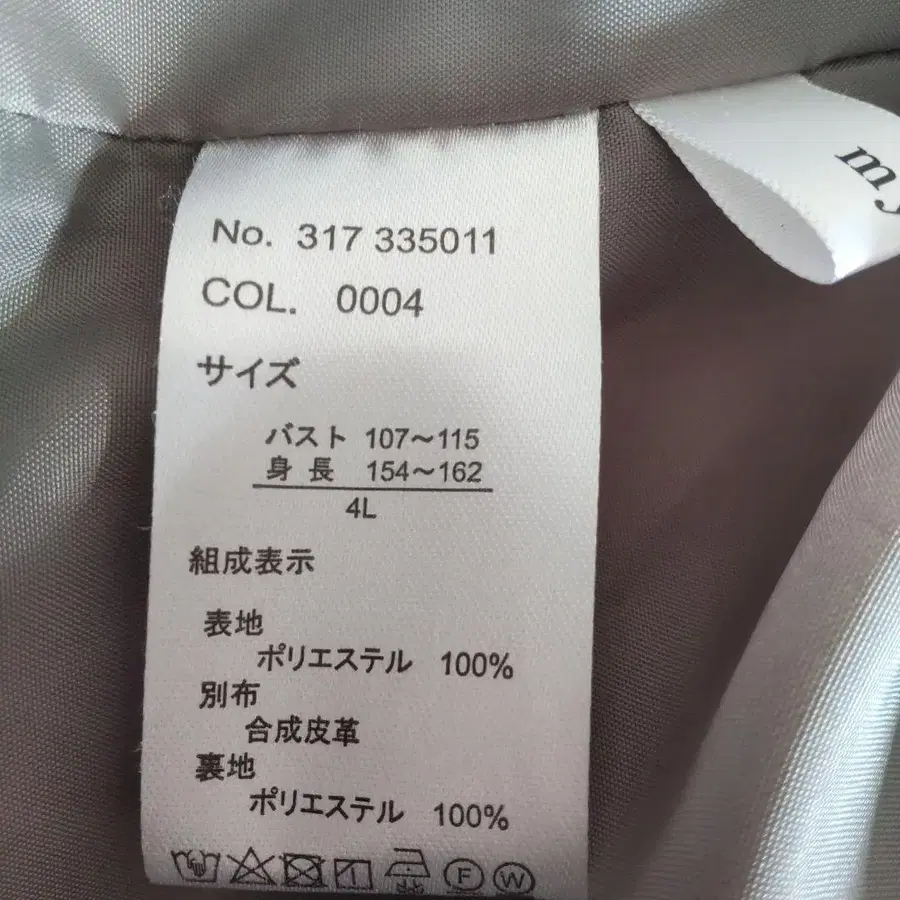 my
No. 317 335011
COL. 0004
サイズ
バスト 107～115
身長 154～162
4L
組成表示
表地
ポリエステル 100%
別布
合成皮革
裏地
ポリエステル 100%
F W